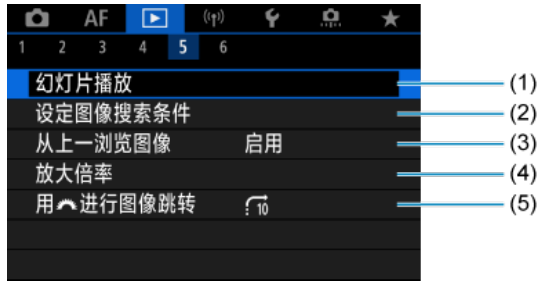 AF
1 2 3 4 5 6
幻灯片播放 (1)
设定图像搜索条件 (2)
从上一浏览图像 启用 (3)
放大倍率 (4)
用进行图像跳转 10 (5)